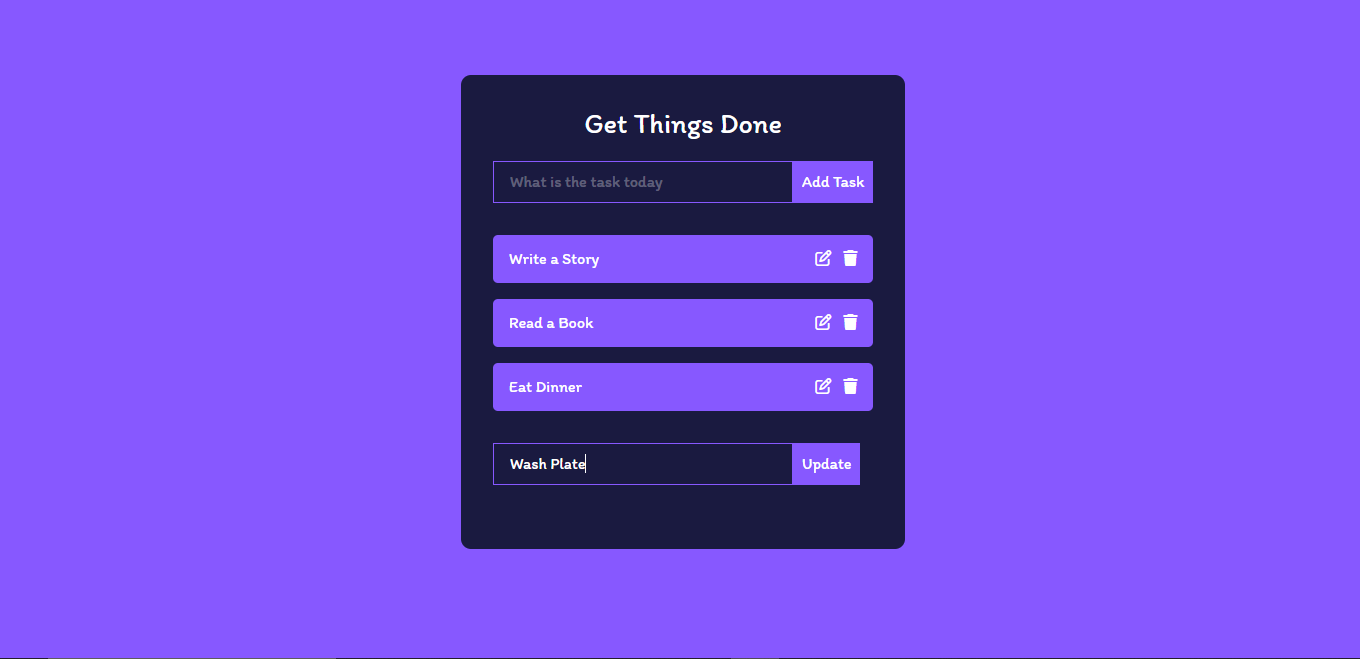 Get Things Done
What is the task today
Add Task
Write a Story
Read a Book
Eat Dinner
Wash Plate
Update